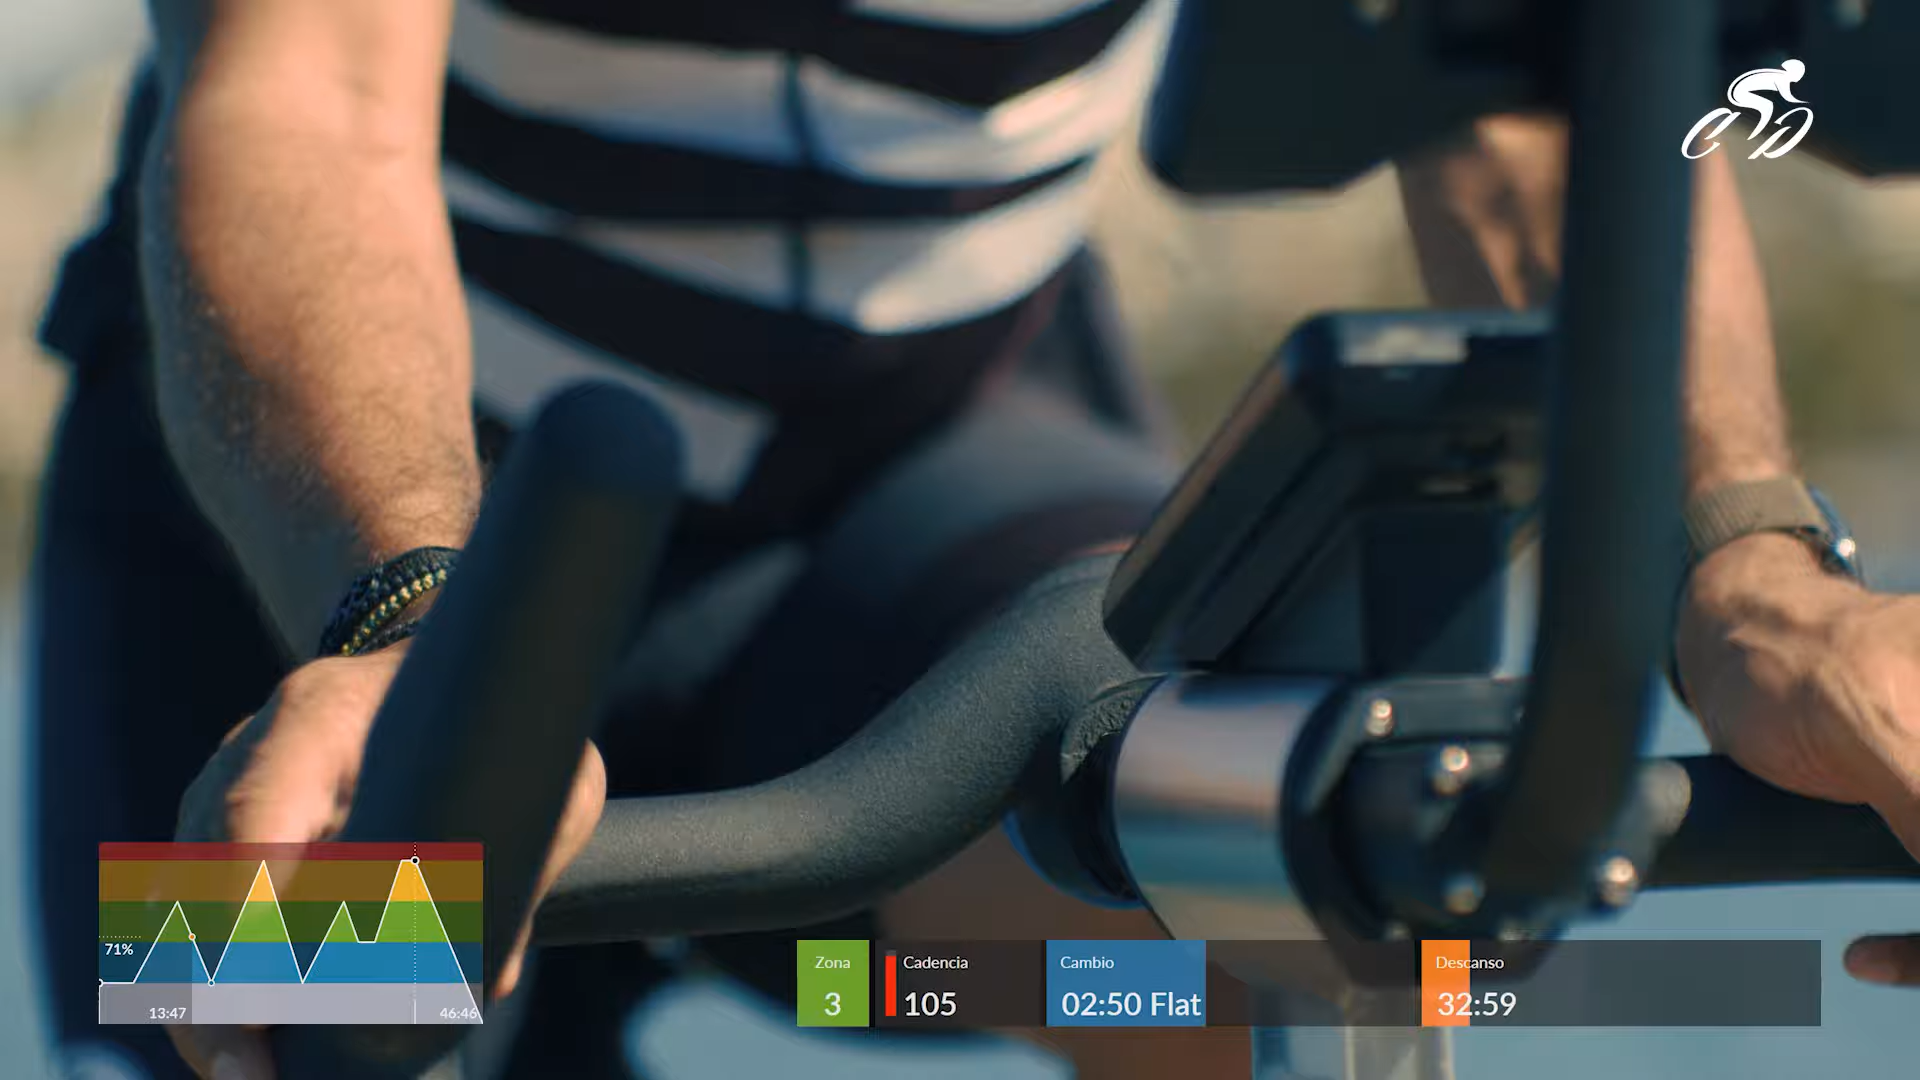 71%
13:47
46:46
Zona
3
Cadencia
105
Cambio
02:50 Flat
Descanso
32:59